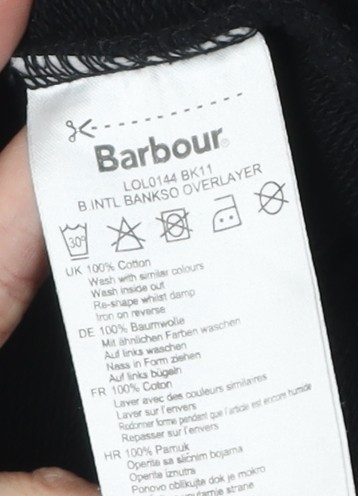 Barbour
LOL0144 BK11
B.INTL BANKSO OVERLAYER
30°
UK 100% Cotton
Wash with similar colours
Wash inside out
Re-shape whilst damp
Iron on reverse
DE 100% Baumwolle
Mit ähnlichen Farben waschen
Auf links waschen
Nass in Form ziehen
Auf links bügeln
FR 100% Coton
Laver avec des couleurs similaires
Laver sur l'envers
Redonner forme pendant que l'article est encore humide
Repasser sur l'envers
HR 100% Pamuk
Operite sa sličnim bojama
Operite iznutra
Ponovo oblikujte dok je mokro